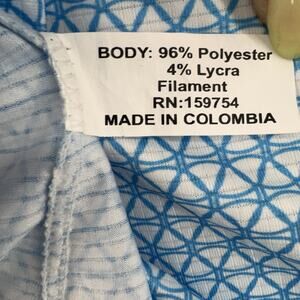 BODY: 96% Polyester
4% Lycra
Filament
RN:159754
MADE IN COLOMBIA